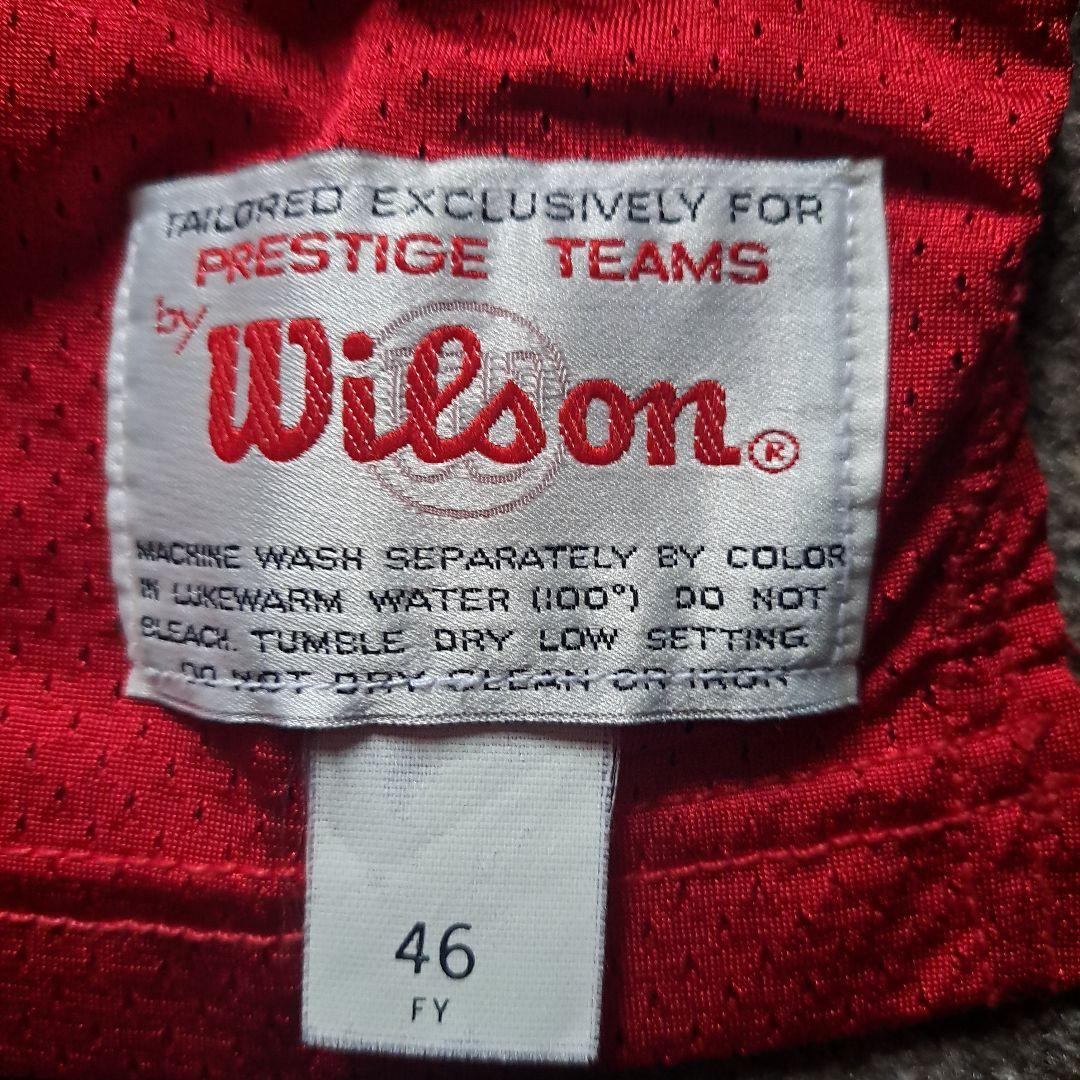 TAILORED EXCLUSIVELY FOR
PRESTIGE TEAMS
by
Wilson®
MACHINE WASH SEPARATELY BY COLOR
IN LUKEWARM WATER (100°) DO NOT
BLEACH. TUMBLE DRY LOW SETTING
DO NOT DRY CLEAN OR IRON
46
FY